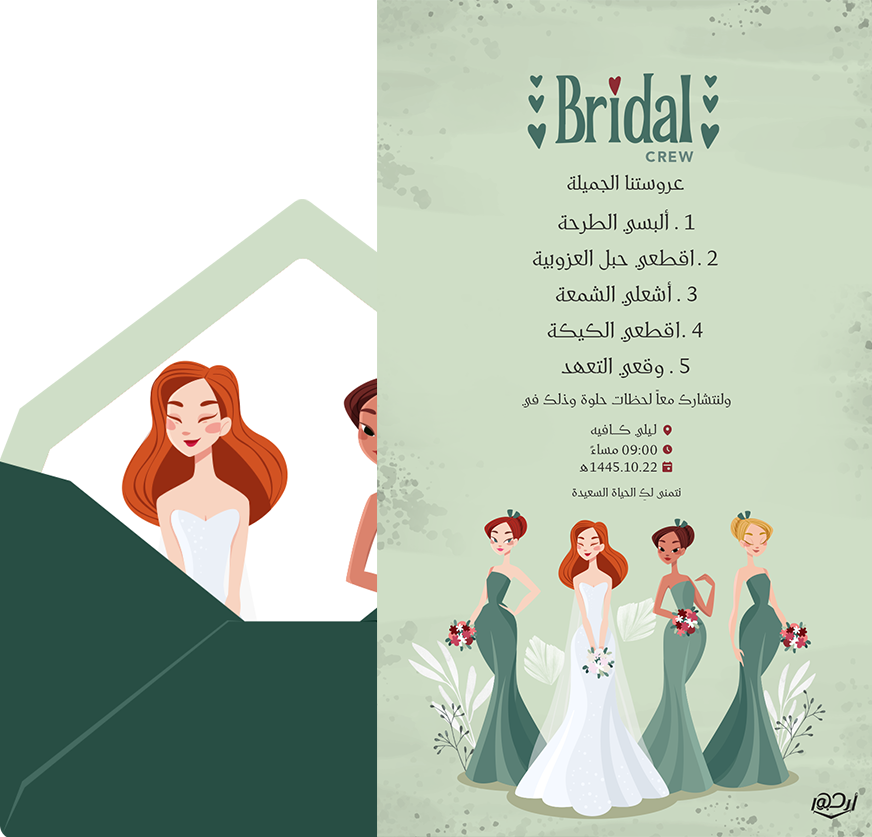 Bridal
CREW
عروستنا الجميلة
1 . ألبسي الطرحة
2 . اقطعي حبل العزوبية
3 . أشعلي الشمعة
4 . اقطعي الكيكة
5 . وقعي التعهد
ولنتشارك معاً لحظات حلوة وذلك في
ليلى كافيه
09:00 مساءً
1445.10.22هـ
نتمنى لكِ الحياة السعيدة